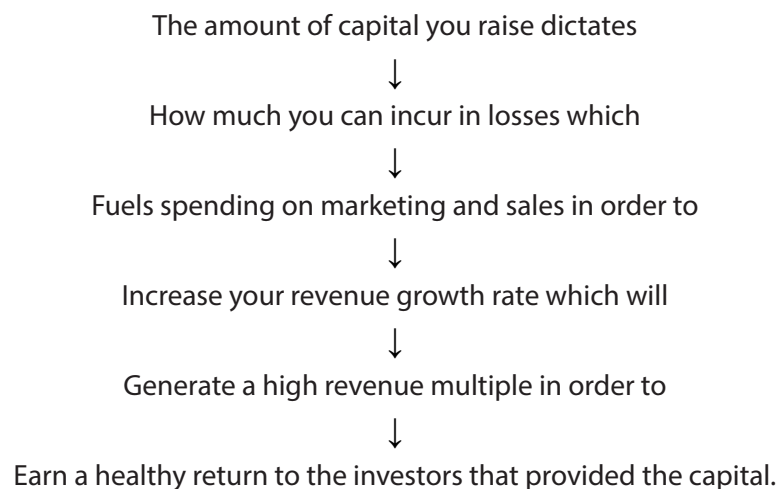 The amount of capital you raise dictates
↓
How much you can incur in losses which
↓
Fuels spending on marketing and sales in order to
↓
Increase your revenue growth rate which will
↓
Generate a high revenue multiple in order to
↓
Earn a healthy return to the investors that provided the capital.